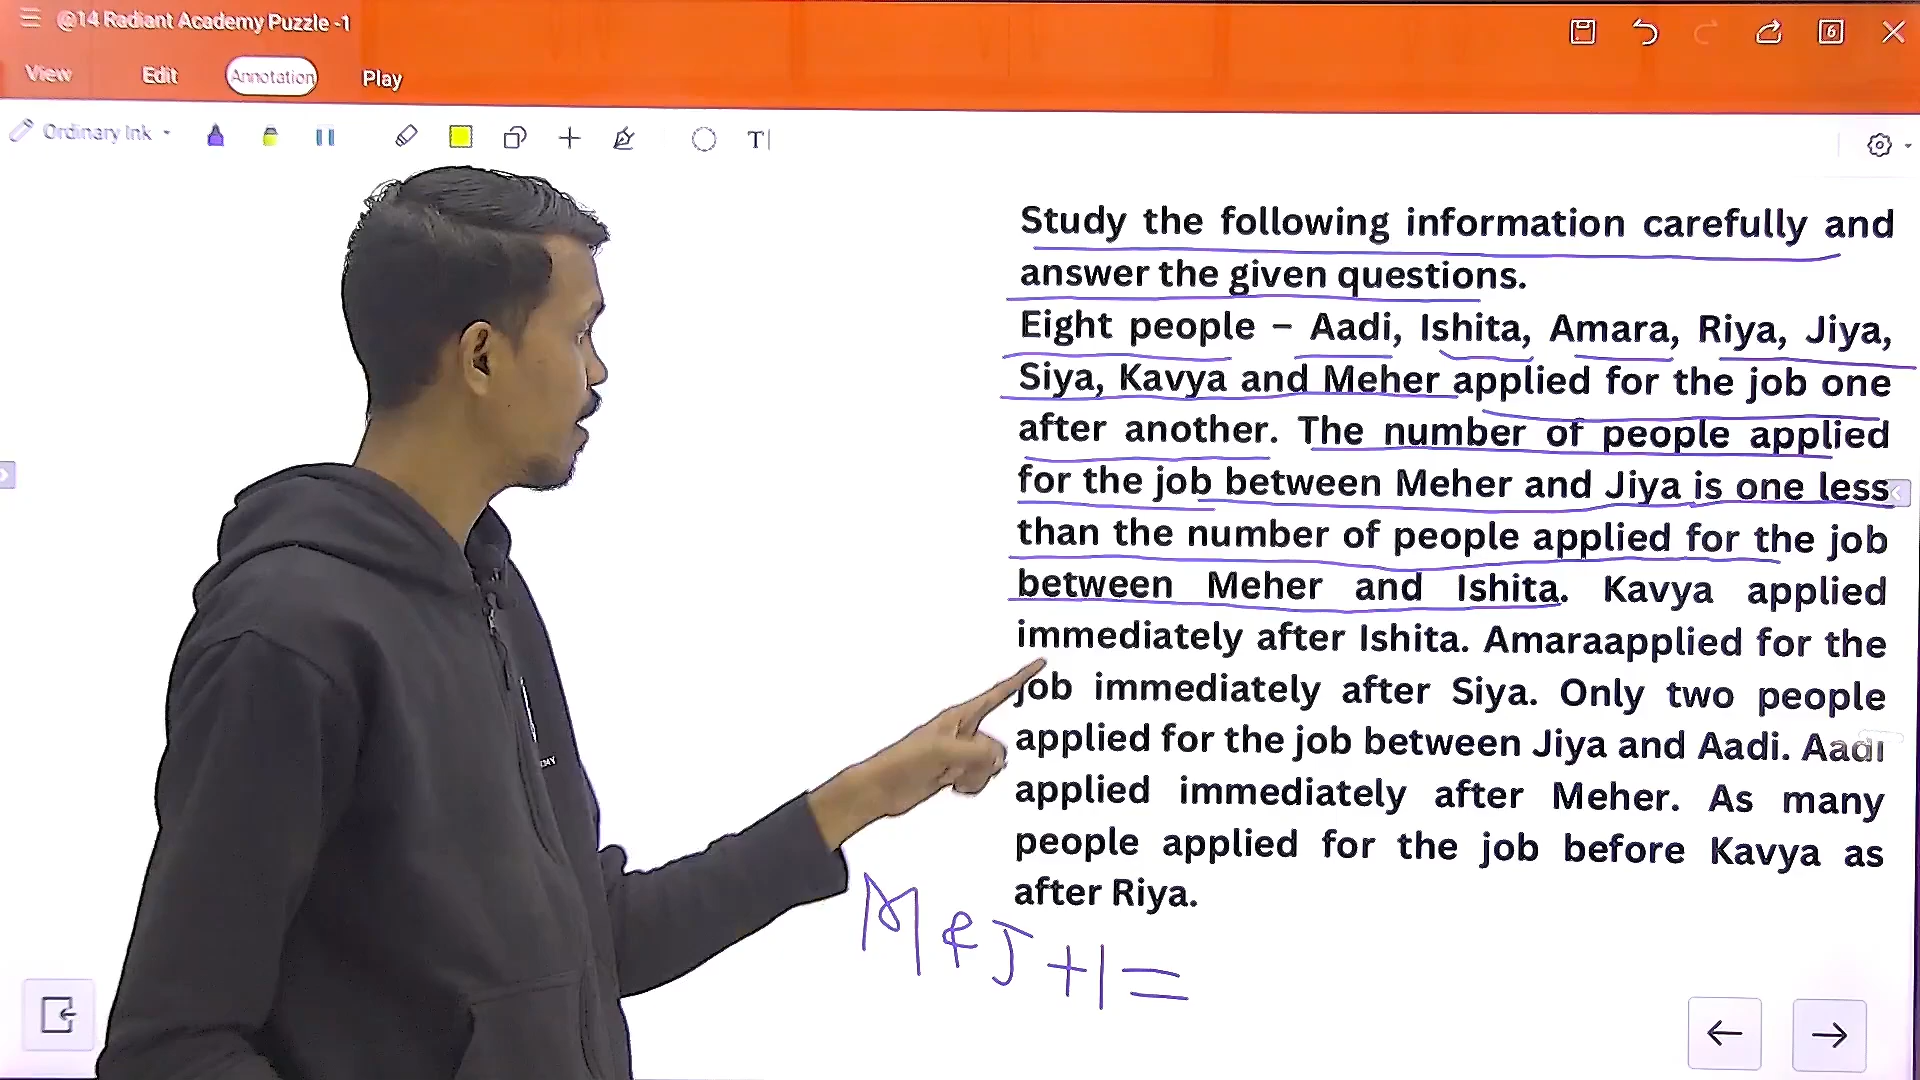 @14 Radiant Academy Puzzle -1
6
View Edit Annotation Play
Ordinary Ink
T|
Study the following information carefully and
answer the given questions.
Eight people – Aadi, Ishita, Amara, Riya, Jiya,
Siya, Kavya and Meher applied for the job one
after another. The number of people applied
for the job between Meher and Jiya is one less
than the number of people applied for the job
between Meher and Ishita. Kavya applied
immediately after Ishita. Amaraapplied for the
job immediately after Siya. Only two people
applied for the job between Jiya and Aadi. Aadi
applied immediately after Meher. As many
people applied for the job before Kavya as
after Riya.
M & J +1 =